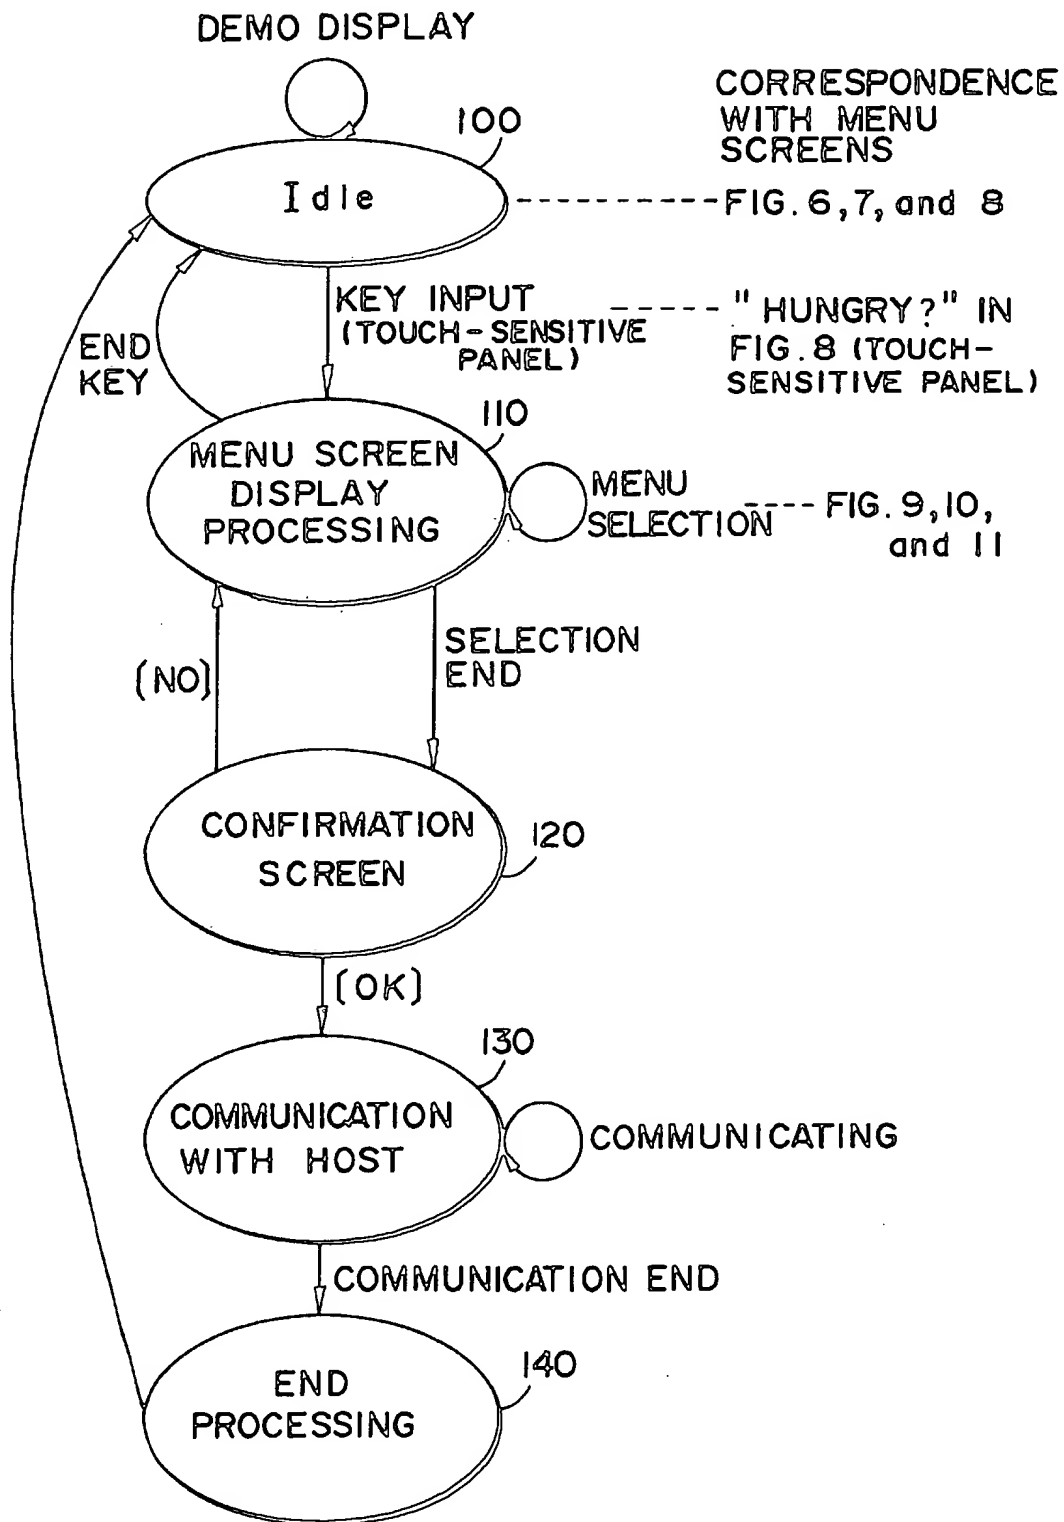 DEMO DISPLAY
CORRESPONDENCE
WITH MENU
SCREENS
100
Idle
FIG. 6, 7, and 8
KEY INPUT
(TOUCH-SENSITIVE
PANEL)
"HUNGRY?" IN
FIG. 8 (TOUCH-
SENSITIVE PANEL)
END
KEY
110
MENU SCREEN
DISPLAY
PROCESSING
MENU
SELECTION
FIG. 9, 10,
and 11
SELECTION
END
[NO]
CONFIRMATION
SCREEN
120
[OK]
130
COMMUNICATION
WITH HOST
COMMUNICATING
COMMUNICATION END
140
END
PROCESSING